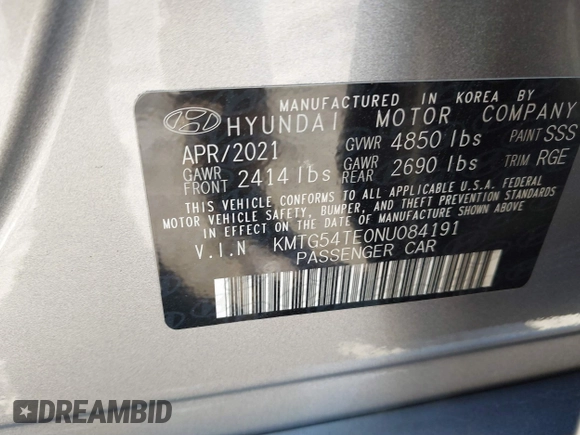 MANUFACTURED IN KOREA BY
HYUNDAI MOTOR COMPANY
APR/2021 GVWR 4850 lbs PAINT SSS
GAWR FRONT 2414 lbs GAWR REAR 2690 lbs TRIM RGE
THIS VEHICLE CONFORMS TO ALL APPLICABLE U.S.A. FEDERAL
MOTOR VEHICLE SAFETY, BUMPER, AND THEFT PREVENTION STANDARDS
IN EFFECT ON THE DATE OF MANUFACTURE SHOWN ABOVE.
V.I.N KMTG54TE0NU084191
PASSENGER CAR
DREAMBID